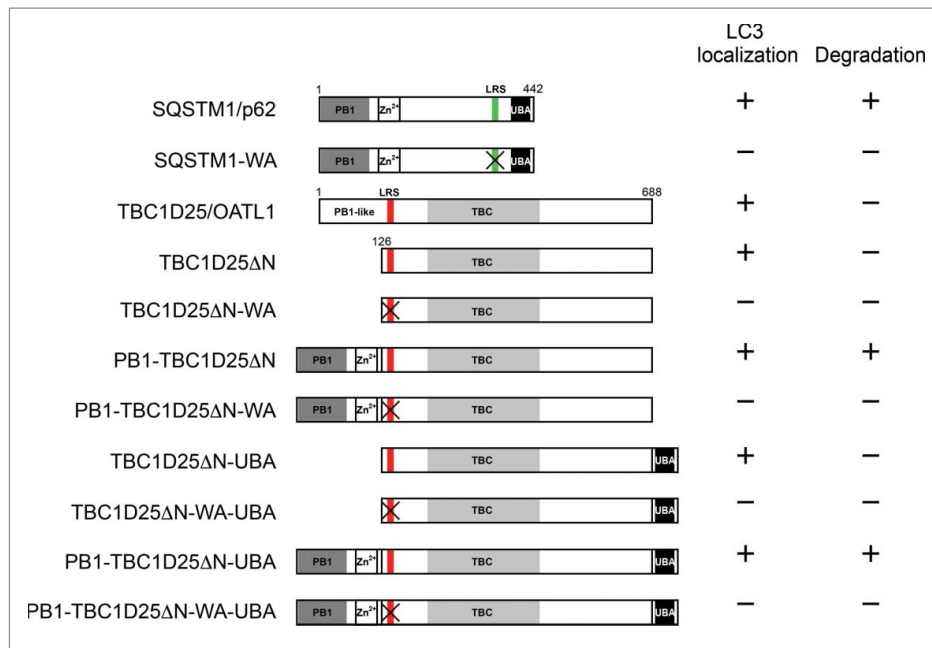 LC3
localization Degradation
1 LRS 442
SQSTM1/p62 PB1 Zn²⁺ UBA + +
SQSTM1-WA PB1 Zn²⁺ UBA − −
1 LRS 688
TBC1D25/OATL1 PB1-like TBC + −
126
TBC1D25ΔN TBC + −
TBC1D25ΔN-WA TBC − −
PB1-TBC1D25ΔN PB1 Zn²⁺ TBC + +
PB1-TBC1D25ΔN-WA PB1 Zn²⁺ TBC − −
TBC1D25ΔN-UBA TBC UBA + −
TBC1D25ΔN-WA-UBA TBC UBA − −
PB1-TBC1D25ΔN-UBA PB1 Zn²⁺ TBC UBA + +
PB1-TBC1D25ΔN-WA-UBA PB1 Zn²⁺ TBC UBA − −